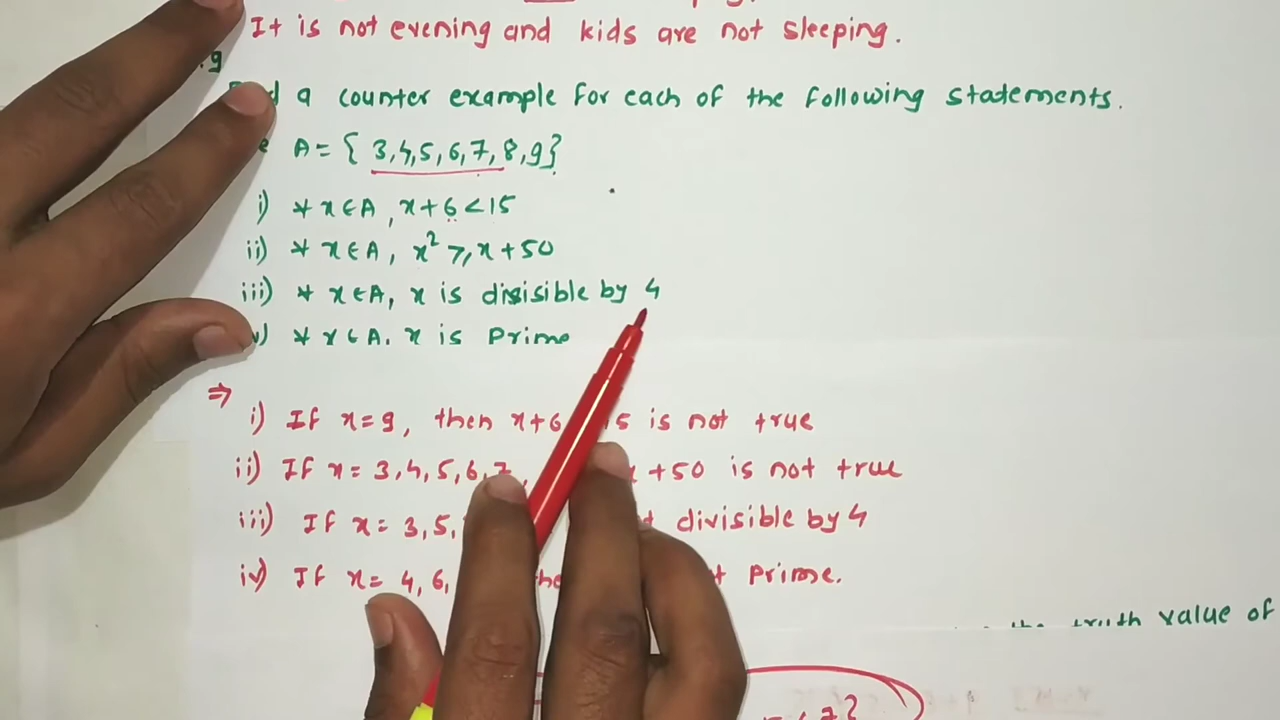 It is not evening and kids are not sleeping.
a counter example for each of the following statements.
A = { 3,4,5,6,7,8,9}
i) ∀ x ∈ A, x+6 < 15
ii) ∀ x ∈ A, x² ≥ x+50
iii) ∀ x ∈ A, x is divisible by 4
∀ x ∈ A. x is Prime
⇒
i) If x=9, then x+6 15 is not true
ii) If x= 3,4,5,6,7, +50 is not true
iii) If x= 3,5, divisible by 4
iv) If x= 4,6, Prime.
the truth value of